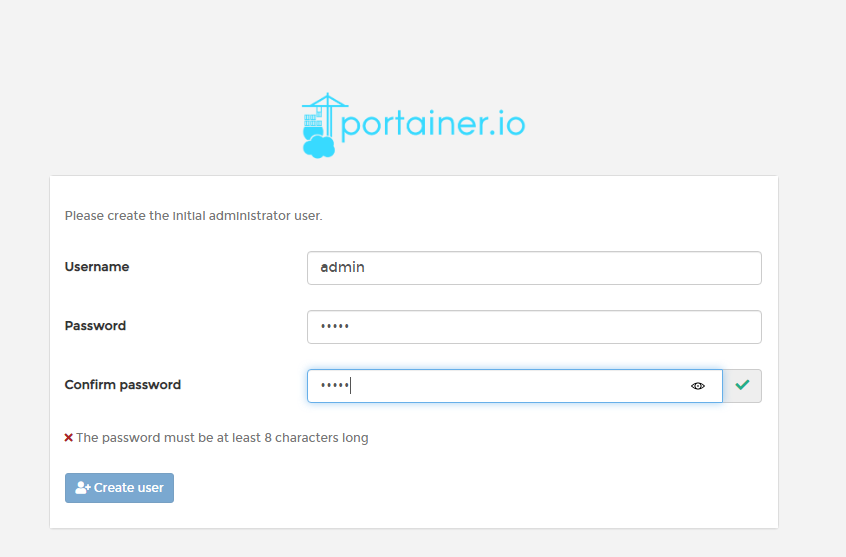 portainer.io
Please create the initial administrator user.
Username
admin
Password
•••••
Confirm password
•••••
The password must be at least 8 characters long
Create user